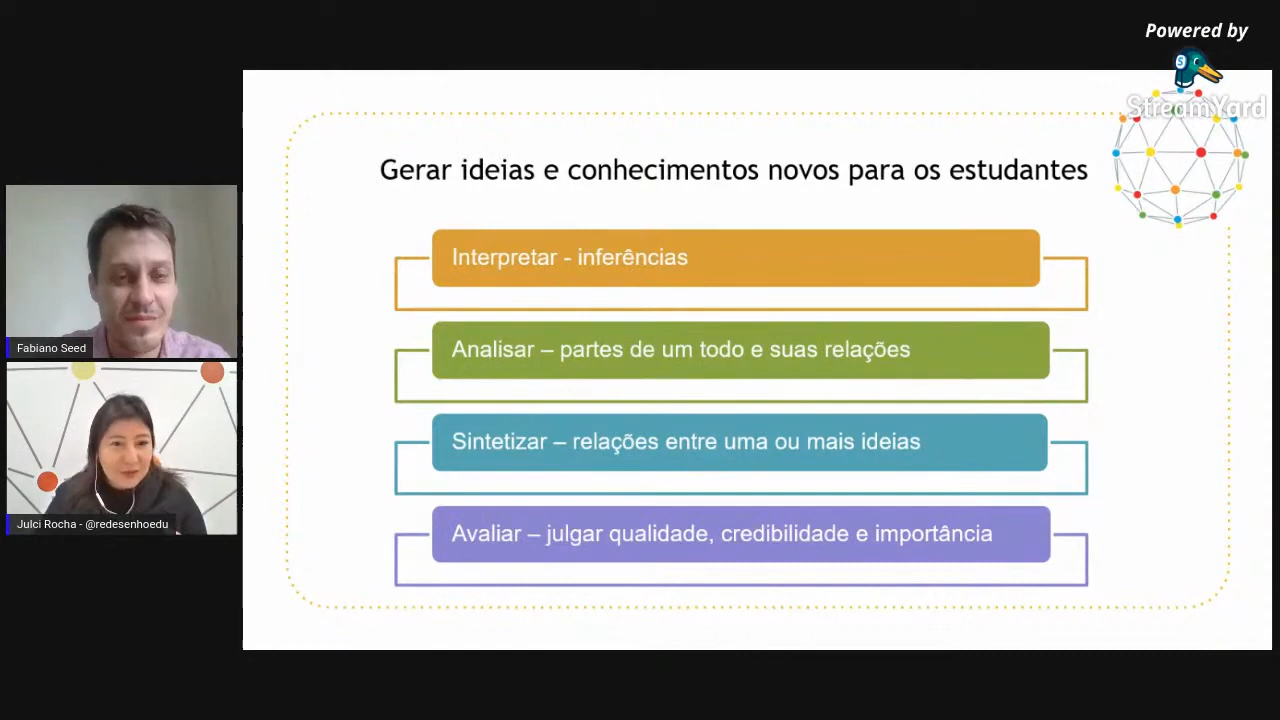 Powered by
StreamYard
Gerar ideias e conhecimentos novos para os estudantes
Interpretar - inferências
Analisar – partes de um todo e suas relações
Sintetizar – relações entre uma ou mais ideias
Avaliar – julgar qualidade, credibilidade e importância
Fabiano Seed
Julci Rocha - @redesenhoedu